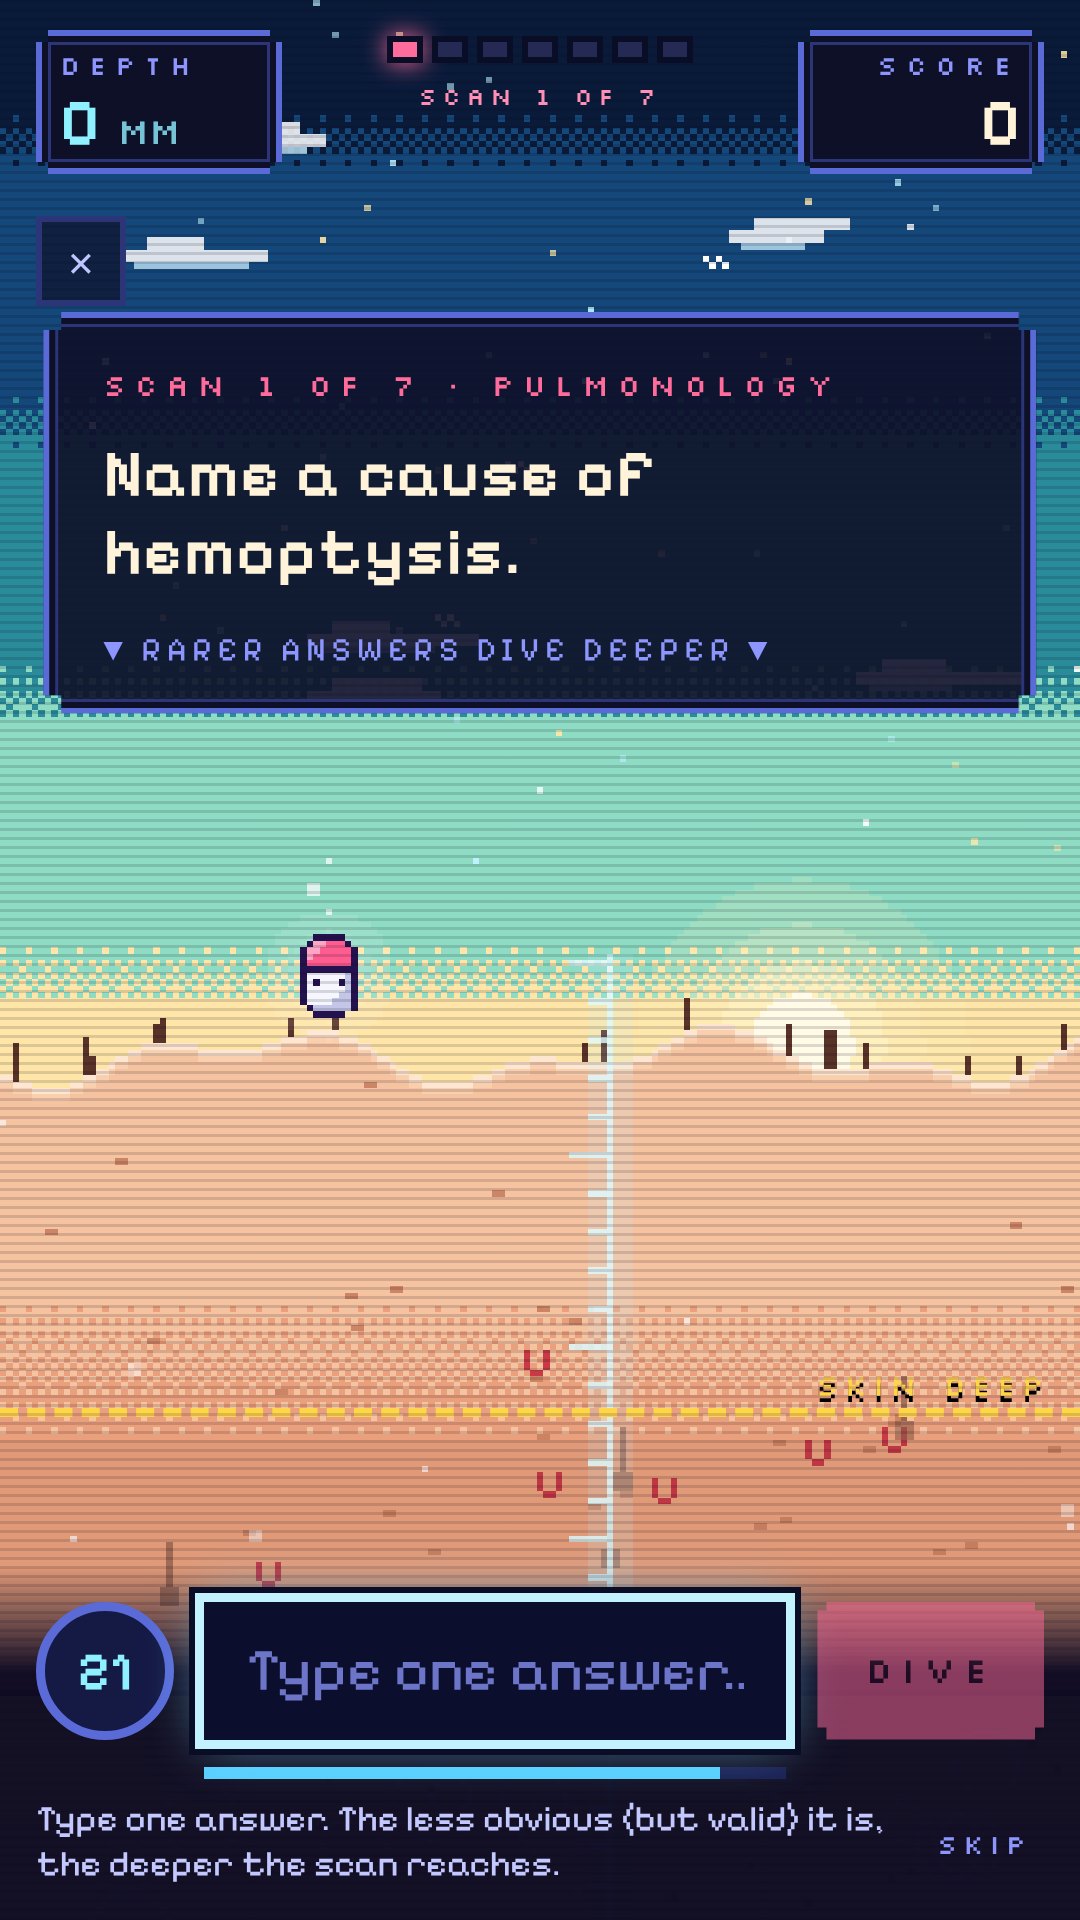 DEPTH
0 MM
SCAN 1 OF 7
SCORE
0
×
SCAN 1 OF 7 · PULMONOLOGY
Name a cause of
hemoptysis.
▼ RARER ANSWERS DIVE DEEPER ▼
SKIN DEEP
21
Type one answer..
DIVE
Type one answer. The less obvious (but valid) it is,
the deeper the scan reaches.
SKIP